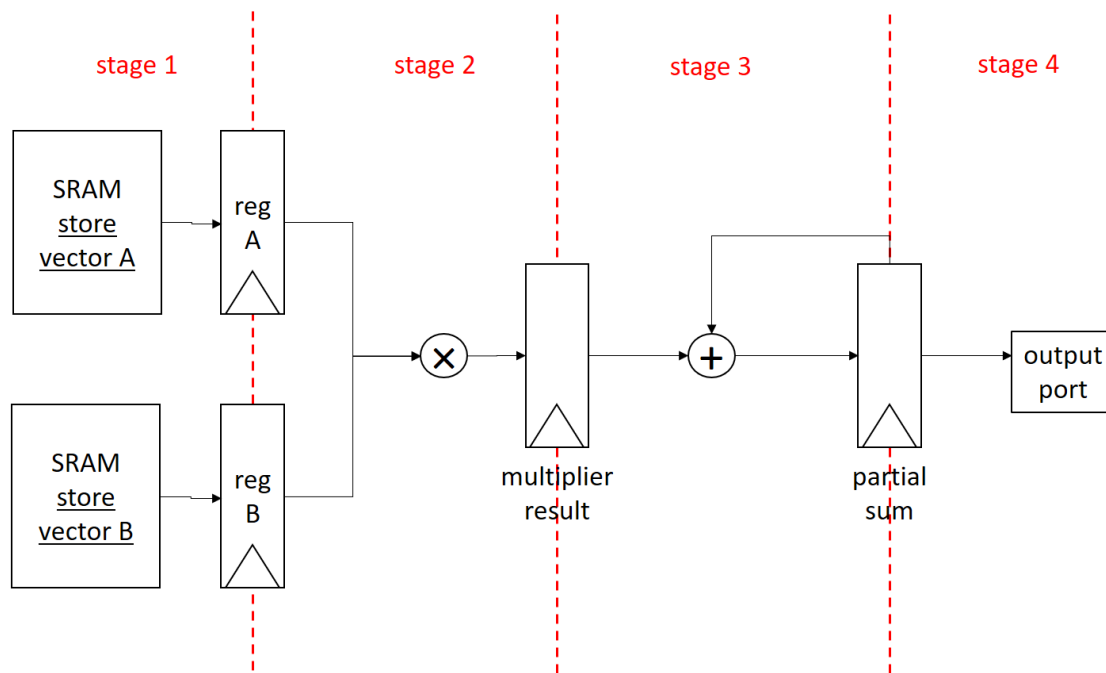 stage 1
stage 2
stage 3
stage 4
SRAM
store
vector A
reg
A
SRAM
store
vector B
reg
B
×
multiplier
result
+
partial
sum
output
port